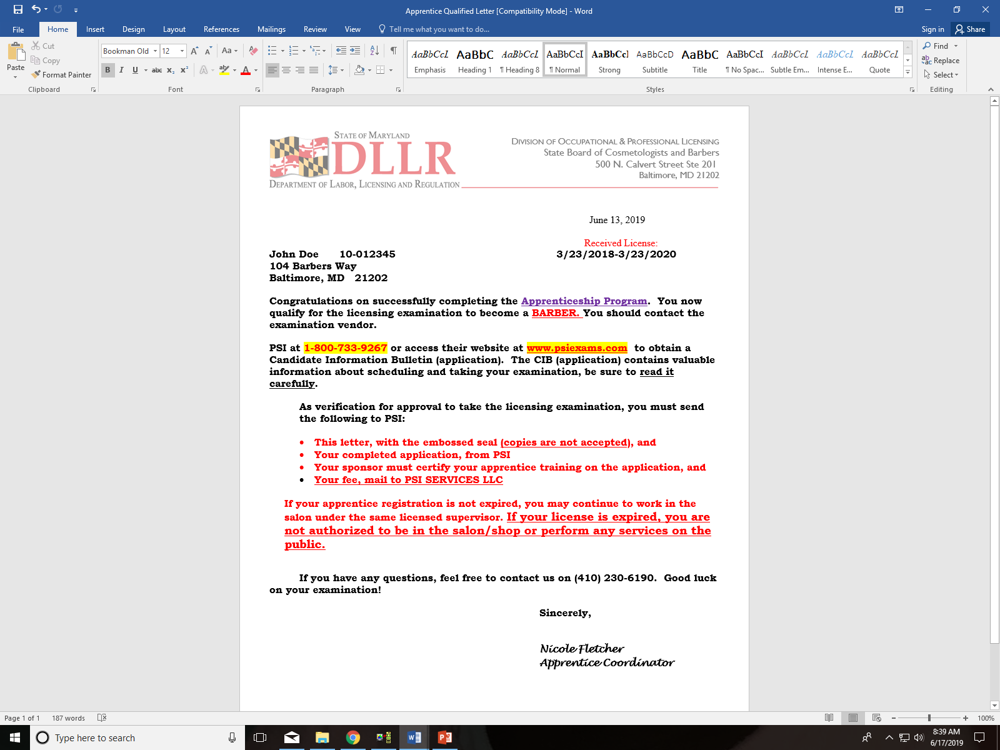 Apprentice Qualified Letter [Compatibility Mode] - Word
File Home Insert Design Layout References Mailings Review View Tell me what you want to do... Sign in Share
Paste Cut Copy Format Painter
Bookman Old 12
Aa
B I U abc x₂ x² A ab A
AaBbCcI AaBbC AaBbCcI AaBbCcI AaBbCcI AaBbCcD AaBbC AaBbCcI AaBbCcI AaBbCcI AaBbCcI
Emphasis Heading 1 ¶ Heading 8 ¶ Normal Strong Subtitle Title ¶ No Spac... Subtle Em... Intense E... Quote
Find
Replace
Select
Clipboard Font Paragraph Styles Editing
STATE OF MARYLAND
DLLR
DEPARTMENT OF LABOR, LICENSING AND REGULATION
DIVISION OF OCCUPATIONAL & PROFESSIONAL LICENSING
State Board of Cosmetologists and Barbers
500 N. Calvert Street Ste 201
Baltimore, MD 21202
June 13, 2019
Received License:
John Doe 10-012345 3/23/2018-3/23/2020
104 Barbers Way
Baltimore, MD 21202
Congratulations on successfully completing the Apprenticeship Program. You now
qualify for the licensing examination to become a BARBER. You should contact the
examination vendor.
PSI at 1-800-733-9267 or access their website at www.psiexams.com to obtain a
Candidate Information Bulletin (application). The CIB (application) contains valuable
information about scheduling and taking your examination, be sure to read it
carefully.
As verification for approval to take the licensing examination, you must send
the following to PSI:
• This letter, with the embossed seal (copies are not accepted), and
• Your completed application, from PSI
• Your sponsor must certify your apprentice training on the application, and
• Your fee, mail to PSI SERVICES LLC
If your apprentice registration is not expired, you may continue to work in the
salon under the same licensed supervisor. If your license is expired, you are
not authorized to be in the salon/shop or perform any services on the
public.
If you have any questions, feel free to contact us on (410) 230-6190. Good luck
on your examination!
Sincerely,
Nicole Fletcher
Apprentice Coordinator
Page 1 of 1 187 words 100%
Type here to search
8:39 AM
6/17/2019